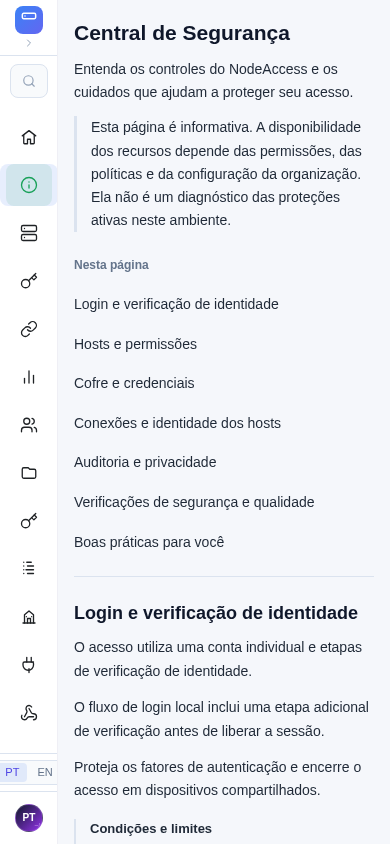 Central de Segurança
Entenda os controles do NodeAccess e os
cuidados que ajudam a proteger seu acesso.
Esta página é informativa. A disponibilidade
dos recursos depende das permissões, das
políticas e da configuração da organização.
Ela não é um diagnóstico das proteções
ativas neste ambiente.
Nesta página
Login e verificação de identidade
Hosts e permissões
Cofre e credenciais
Conexões e identidade dos hosts
Auditoria e privacidade
Verificações de segurança e qualidade
Boas práticas para você
Login e verificação de identidade
O acesso utiliza uma conta individual e etapas
de verificação de identidade.
O fluxo de login local inclui uma etapa adicional
de verificação antes de liberar a sessão.
Proteja os fatores de autenticação e encerre o
acesso em dispositivos compartilhados.
Condições e limites
PT EN
PT